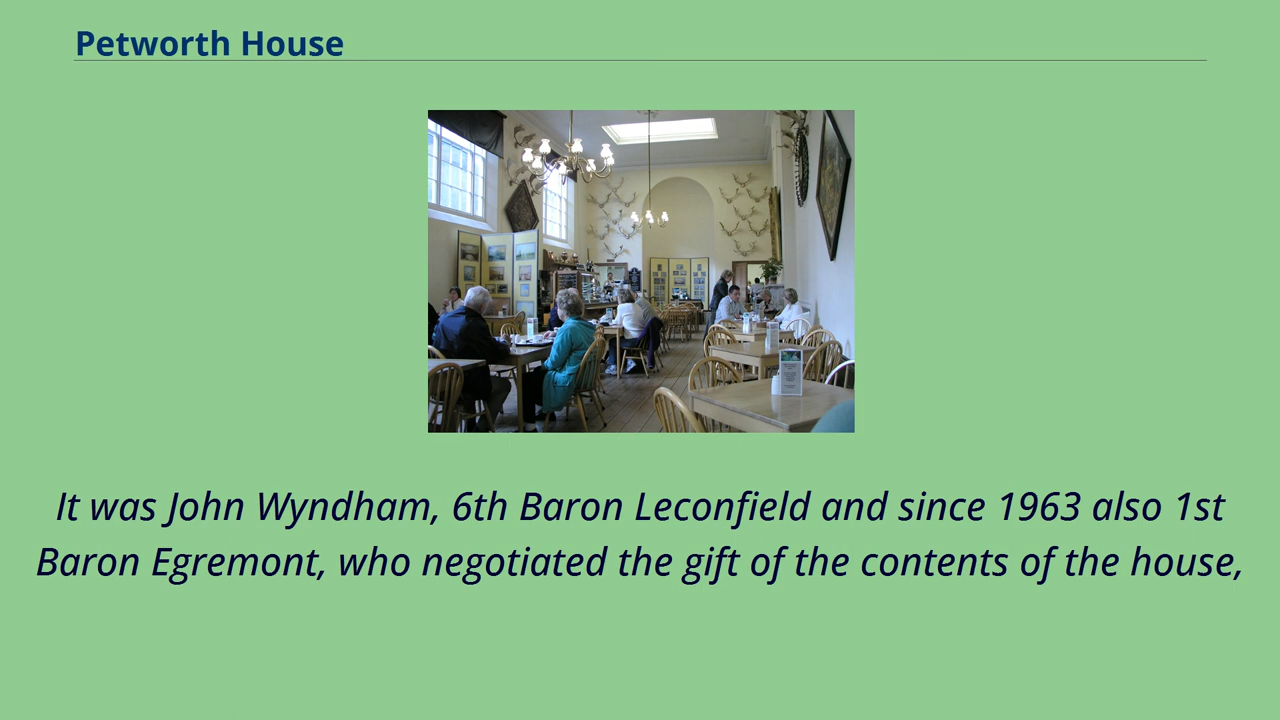 Petworth House
It was John Wyndham, 6th Baron Leconfield and since 1963 also 1st
Baron Egremont, who negotiated the gift of the contents of the house,